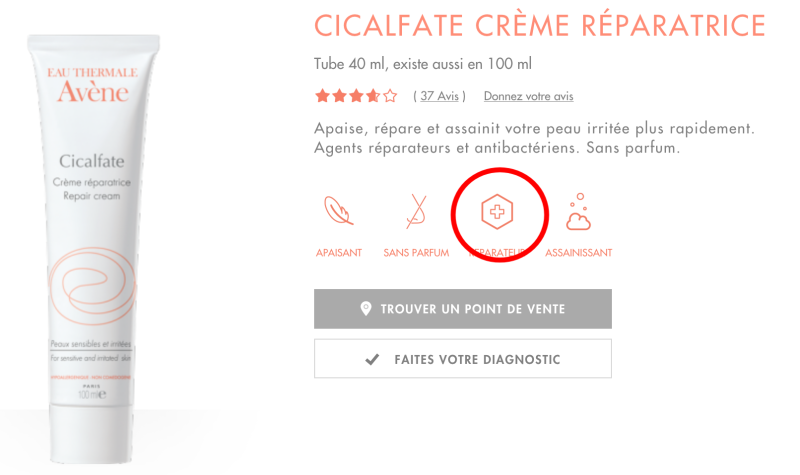 EAU THERMALE
Avène
Cicalfate
Crème réparatrice
Repair cream
Peaux sensibles et irritées
For sensitive and irritated skin
PARIS
100 ml e
CICALFATE CRÈME RÉPARATRICE
Tube 40 ml, existe aussi en 100 ml
( 37 Avis ) Donnez votre avis
Apaise, répare et assainit votre peau irritée plus rapidement.
Agents réparateurs et antibactériens. Sans parfum.
APAISANT SANS PARFUM RÉPARATEUR ASSAINISSANT
TROUVER UN POINT DE VENTE
FAITES VOTRE DIAGNOSTIC